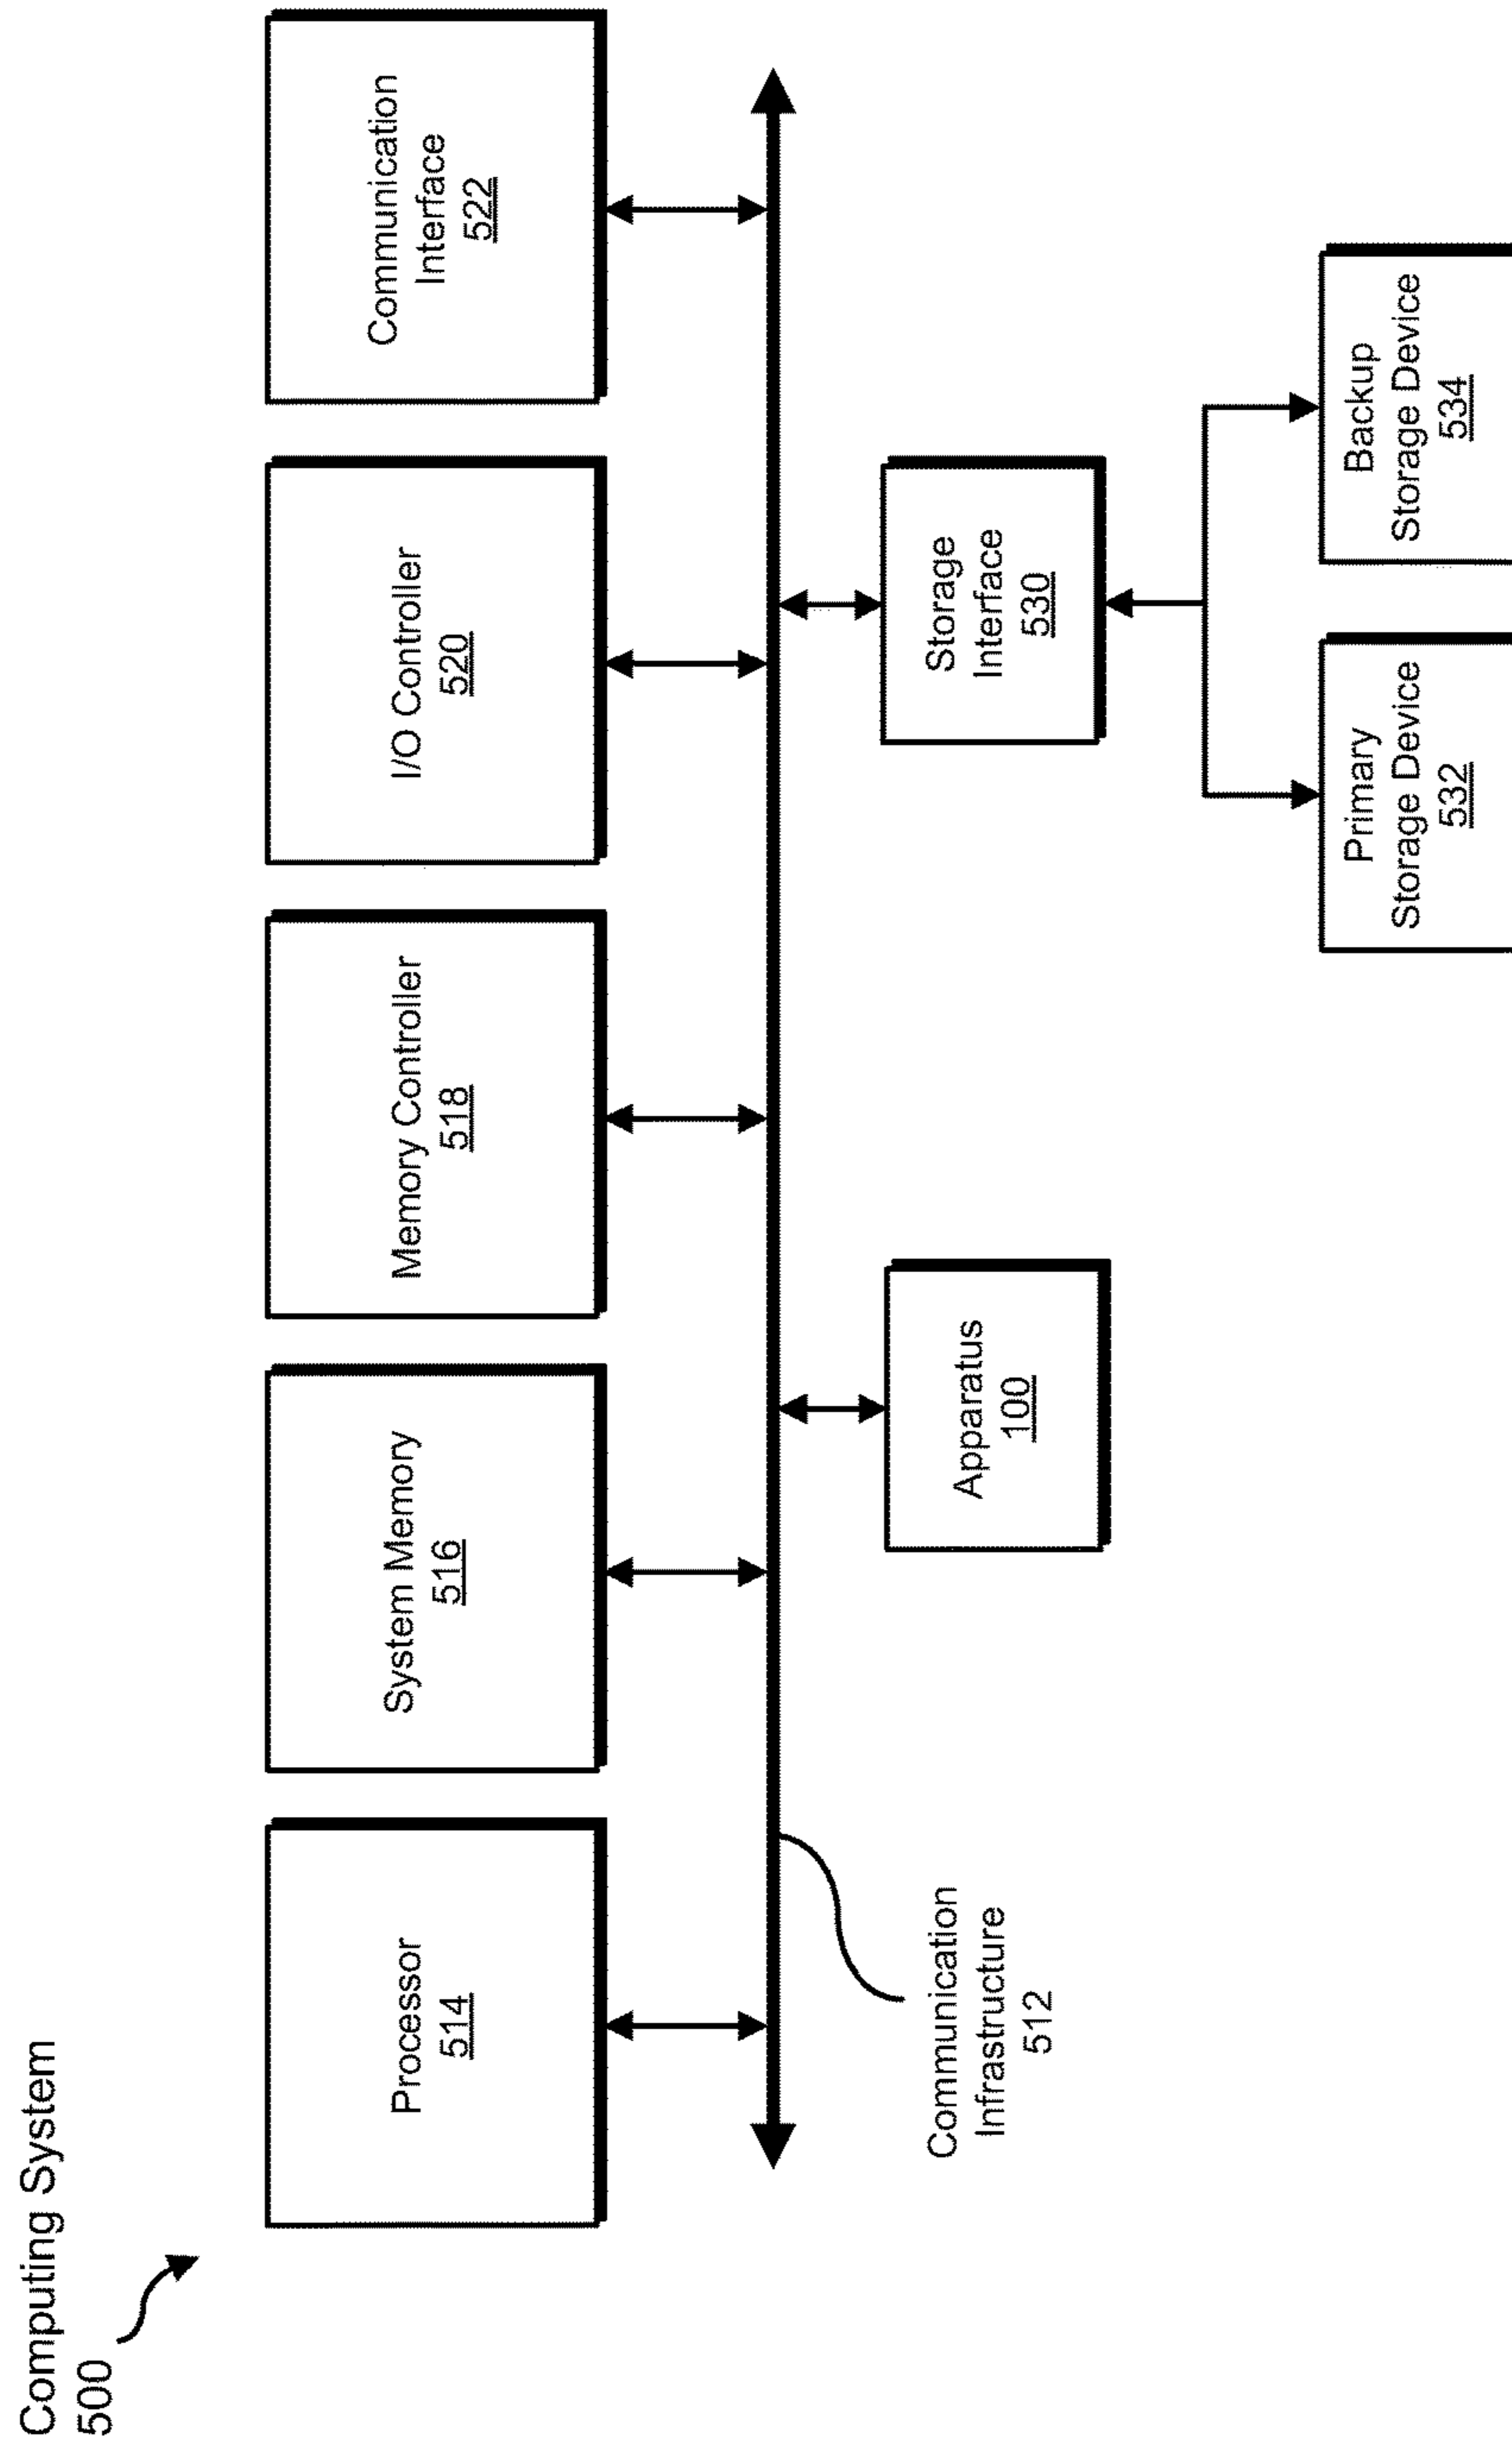 Computing System
500
Processor
514
System Memory
516
Memory Controller
518
I/O Controller
520
Communication
Interface
522
Communication
Infrastructure
512
Apparatus
100
Storage
Interface
530
Primary
Storage Device
532
Backup
Storage Device
534